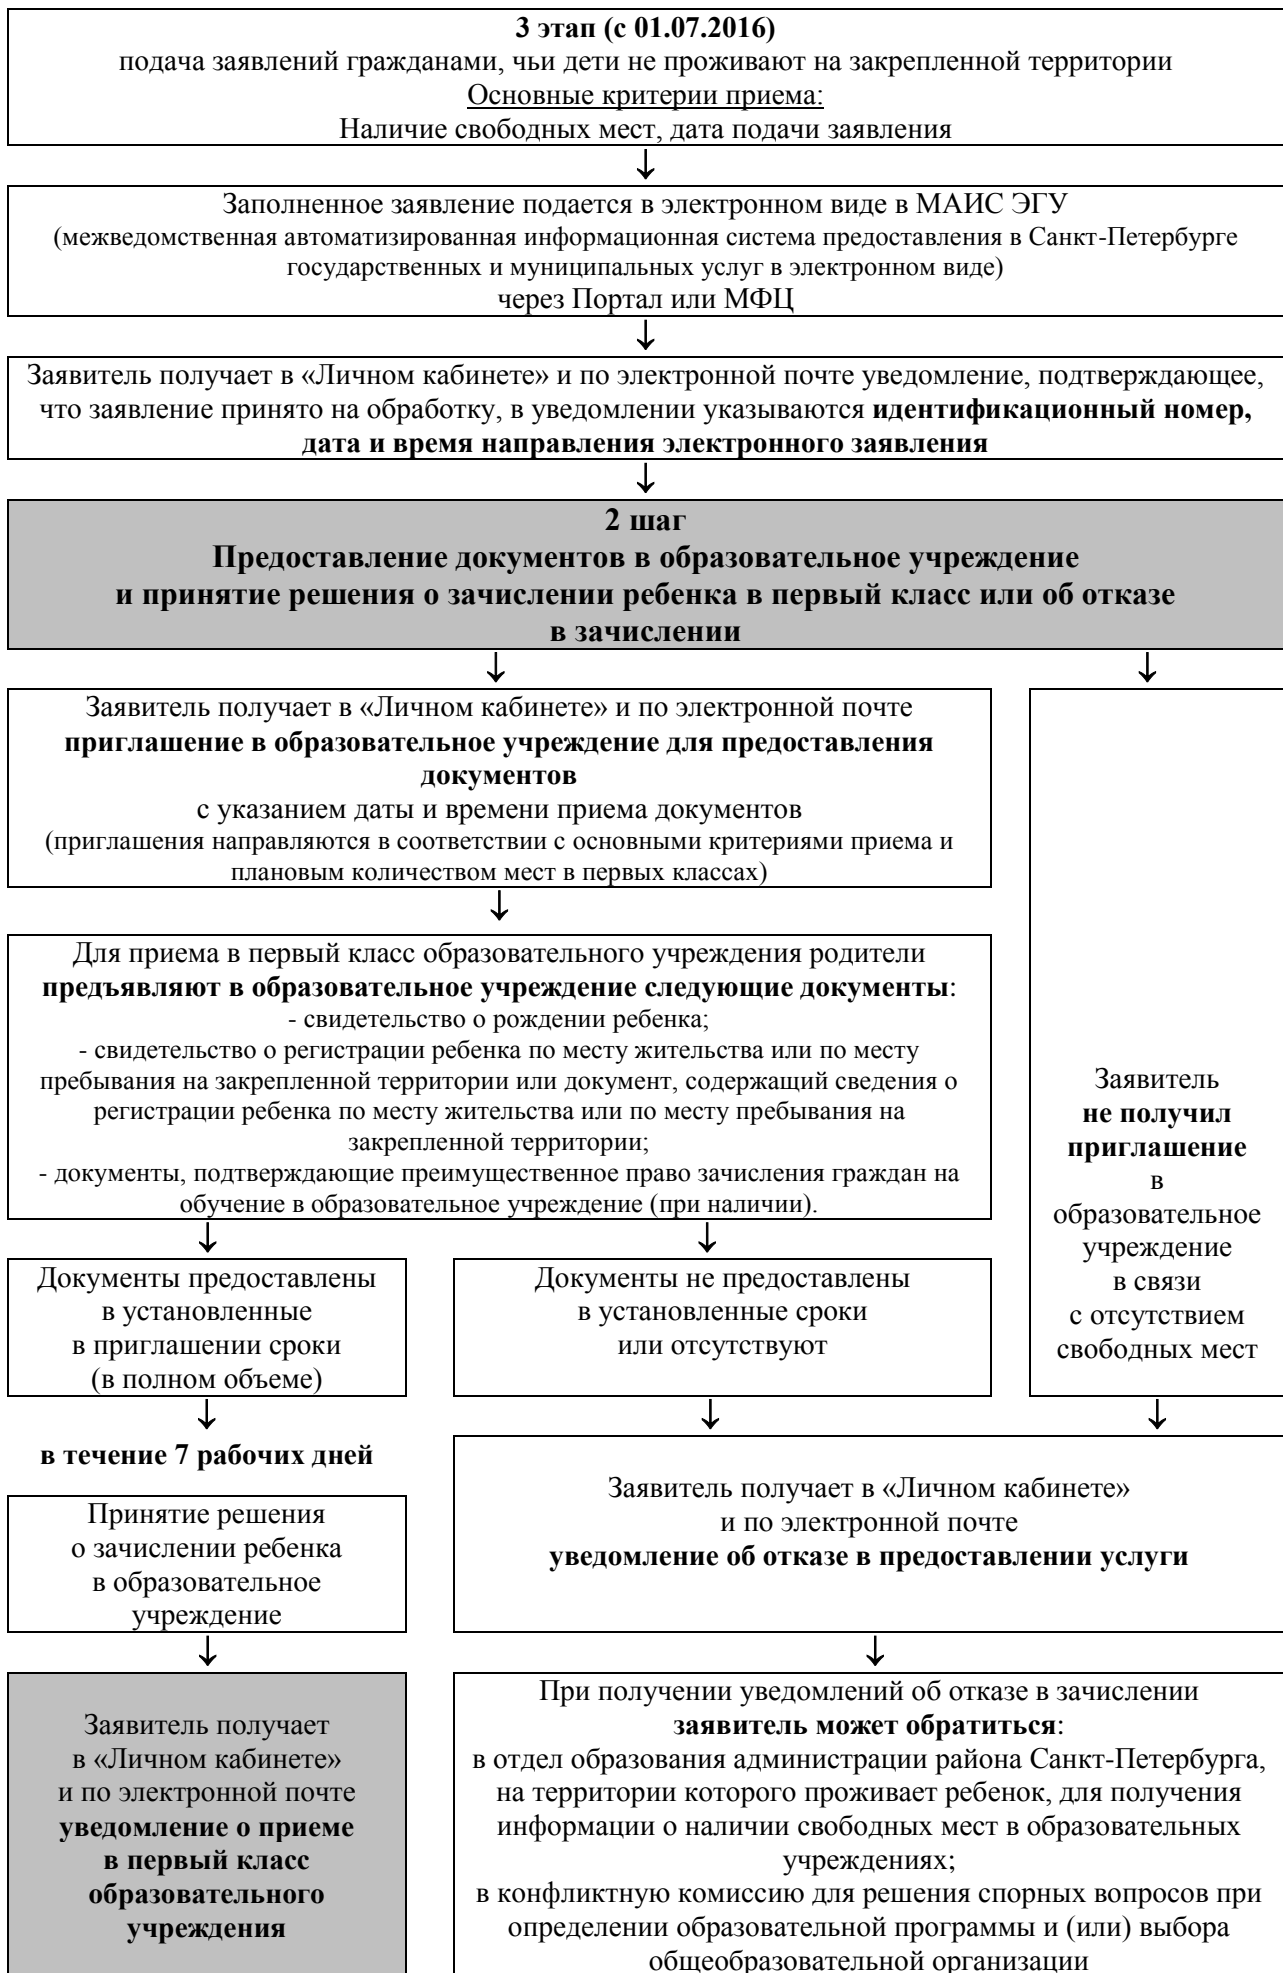 3 этап (с 01.07.2016)
подача заявлений гражданами, чьи дети не проживают на закрепленной территории
Основные критерии приема:
Наличие свободных мест, дата подачи заявления
↓
Заполненное заявление подается в электронном виде в МАИС ЭГУ
(межведомственная автоматизированная информационная система предоставления в Санкт-Петербурге
государственных и муниципальных услуг в электронном виде)
через Портал или МФЦ
↓
Заявитель получает в «Личном кабинете» и по электронной почте уведомление, подтверждающее,
что заявление принято на обработку, в уведомлении указываются идентификационный номер,
дата и время направления электронного заявления
↓
2 шаг
Предоставление документов в образовательное учреждение
и принятие решения о зачислении ребенка в первый класс или об отказе
в зачислении
↓
↓
Заявитель получает в «Личном кабинете» и по электронной почте
приглашение в образовательное учреждение для предоставления
документов
с указанием даты и времени приема документов
(приглашения направляются в соответствии с основными критериями приема и
плановым количеством мест в первых классах)
↓
Для приема в первый класс образовательного учреждения родители
предъявляют в образовательное учреждение следующие документы:
- свидетельство о рождении ребенка;
- свидетельство о регистрации ребенка по месту жительства или по месту
пребывания на закрепленной территории или документ, содержащий сведения о
регистрации ребенка по месту жительства или по месту пребывания на
закрепленной территории;
- документы, подтверждающие преимущественное право зачисления граждан на
обучение в образовательное учреждение (при наличии).
Заявитель
не получил
приглашение
в
образовательное
учреждение
в связи
с отсутствием
свободных мест
↓
↓
Документы предоставлены
в установленные
в приглашении сроки
(в полном объеме)
Документы не предоставлены
в установленные сроки
или отсутствуют
↓
↓
↓
в течение 7 рабочих дней
Принятие решения
о зачислении ребенка
в образовательное
учреждение
Заявитель получает в «Личном кабинете»
и по электронной почте
уведомление об отказе в предоставлении услуги
↓
↓
Заявитель получает
в «Личном кабинете»
и по электронной почте
уведомление о приеме
в первый класс
образовательного
учреждения
При получении уведомлений об отказе в зачислении
заявитель может обратиться:
в отдел образования администрации района Санкт-Петербурга,
на территории которого проживает ребенок, для получения
информации о наличии свободных мест в образовательных
учреждениях;
в конфликтную комиссию для решения спорных вопросов при
определении образовательной программы и (или) выбора
общеобразовательной организации